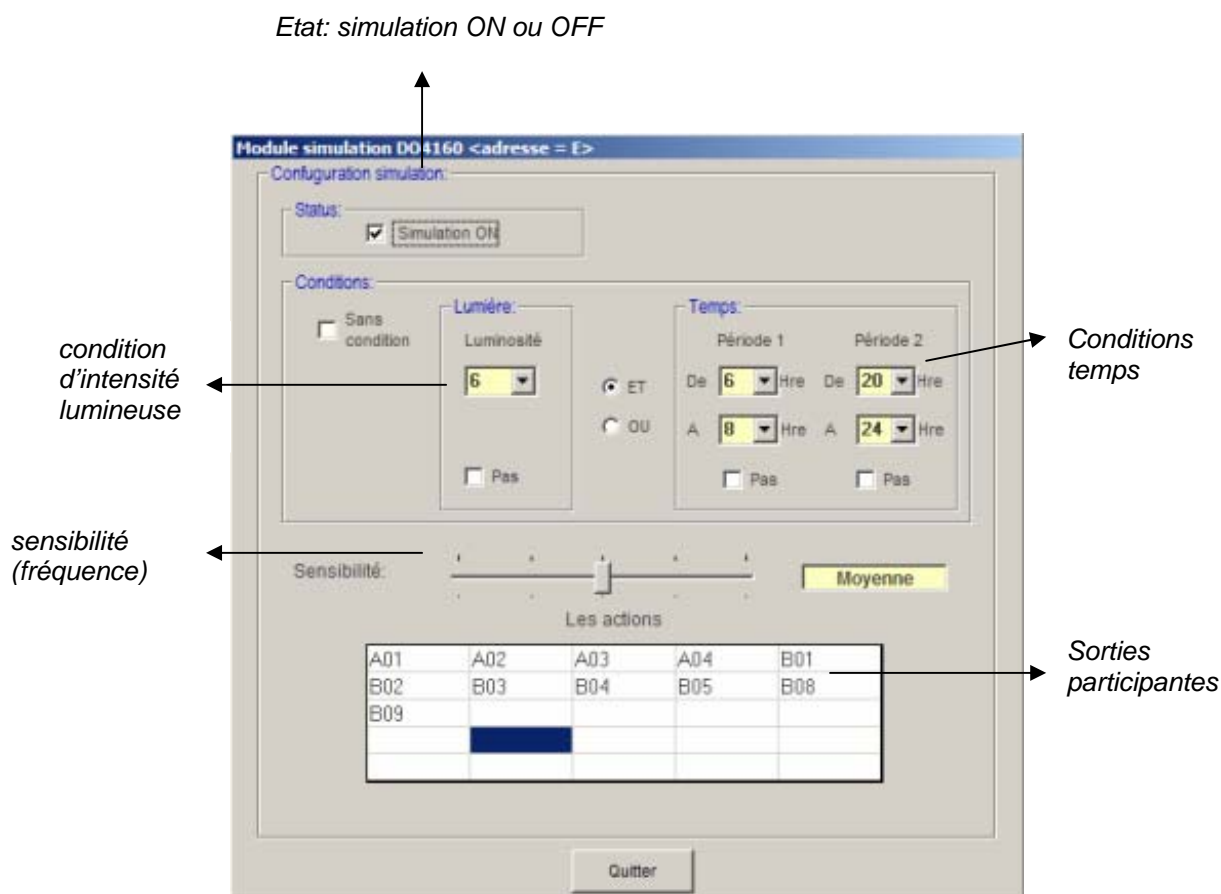 Etat: simulation ON ou OFF
Module simulation DO4160 <adresse = E>
Confuguration simulation:
Status:
Simulation ON
Conditions:
Sans
condition
Lumiére:
Luminosité
6
Pas
ET
OU
Temps:
Période 1
Période 2
De 6 Hre De 20 Hre
A 8 Hre A 24 Hre
Pas
Pas
condition
d’intensité
lumineuse
Conditions
temps
sensibilité
(fréquence)
Sensibilité:
Moyenne
Les actions
A01 A02 A03 A04 B01
B02 B03 B04 B05 B08
B09
Sorties
participantes
Quitter